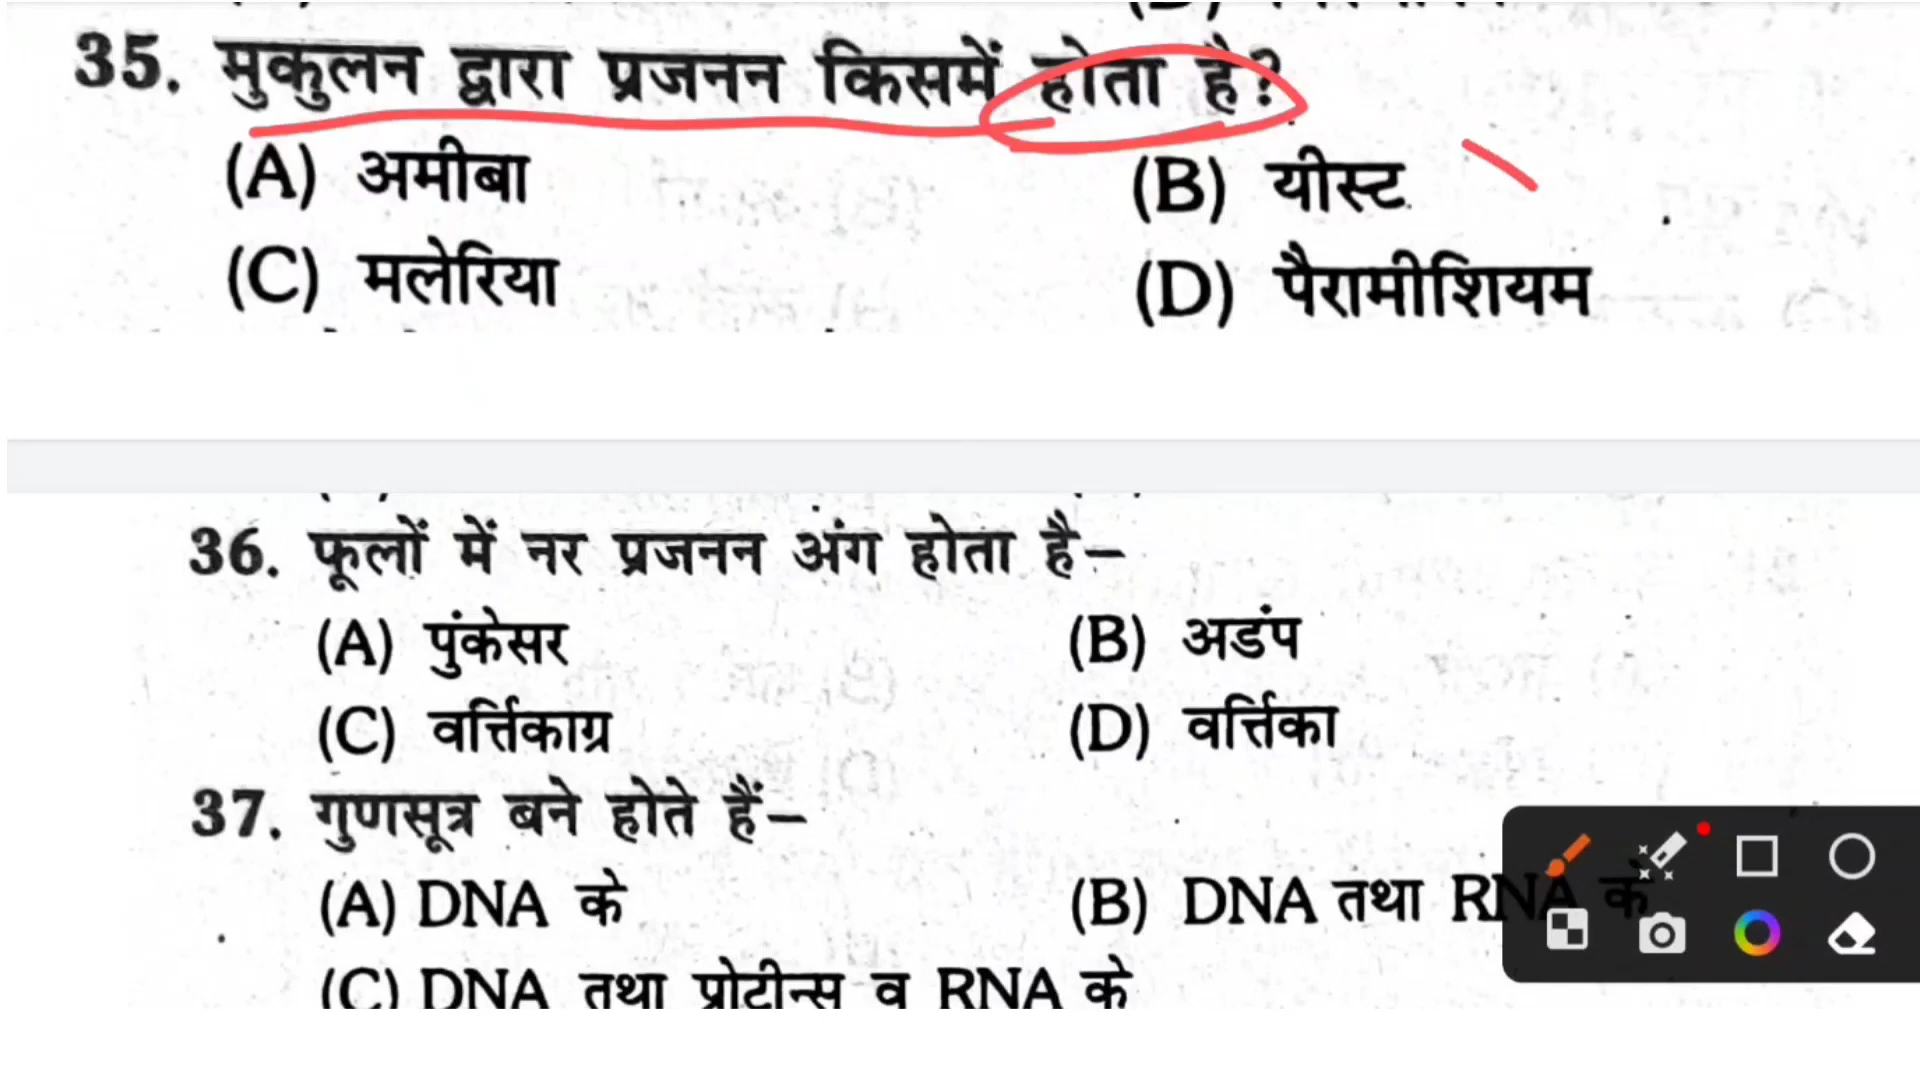 35. मुकुलन द्वारा प्रजनन किसमें होता है?
(A) अमीबा (B) यीस्ट
(C) मलेरिया (D) पैरामीशियम
36. फूलों में नर प्रजनन अंग होता है–
(A) पुंकेसर (B) अडंप
(C) वर्त्तिकाग्र (D) वर्त्तिका
37. गुणसूत्र बने होते हैं–
(A) DNA के (B) DNA तथा RNA के
(C) DNA तथा प्रोटीन्स व RNA के